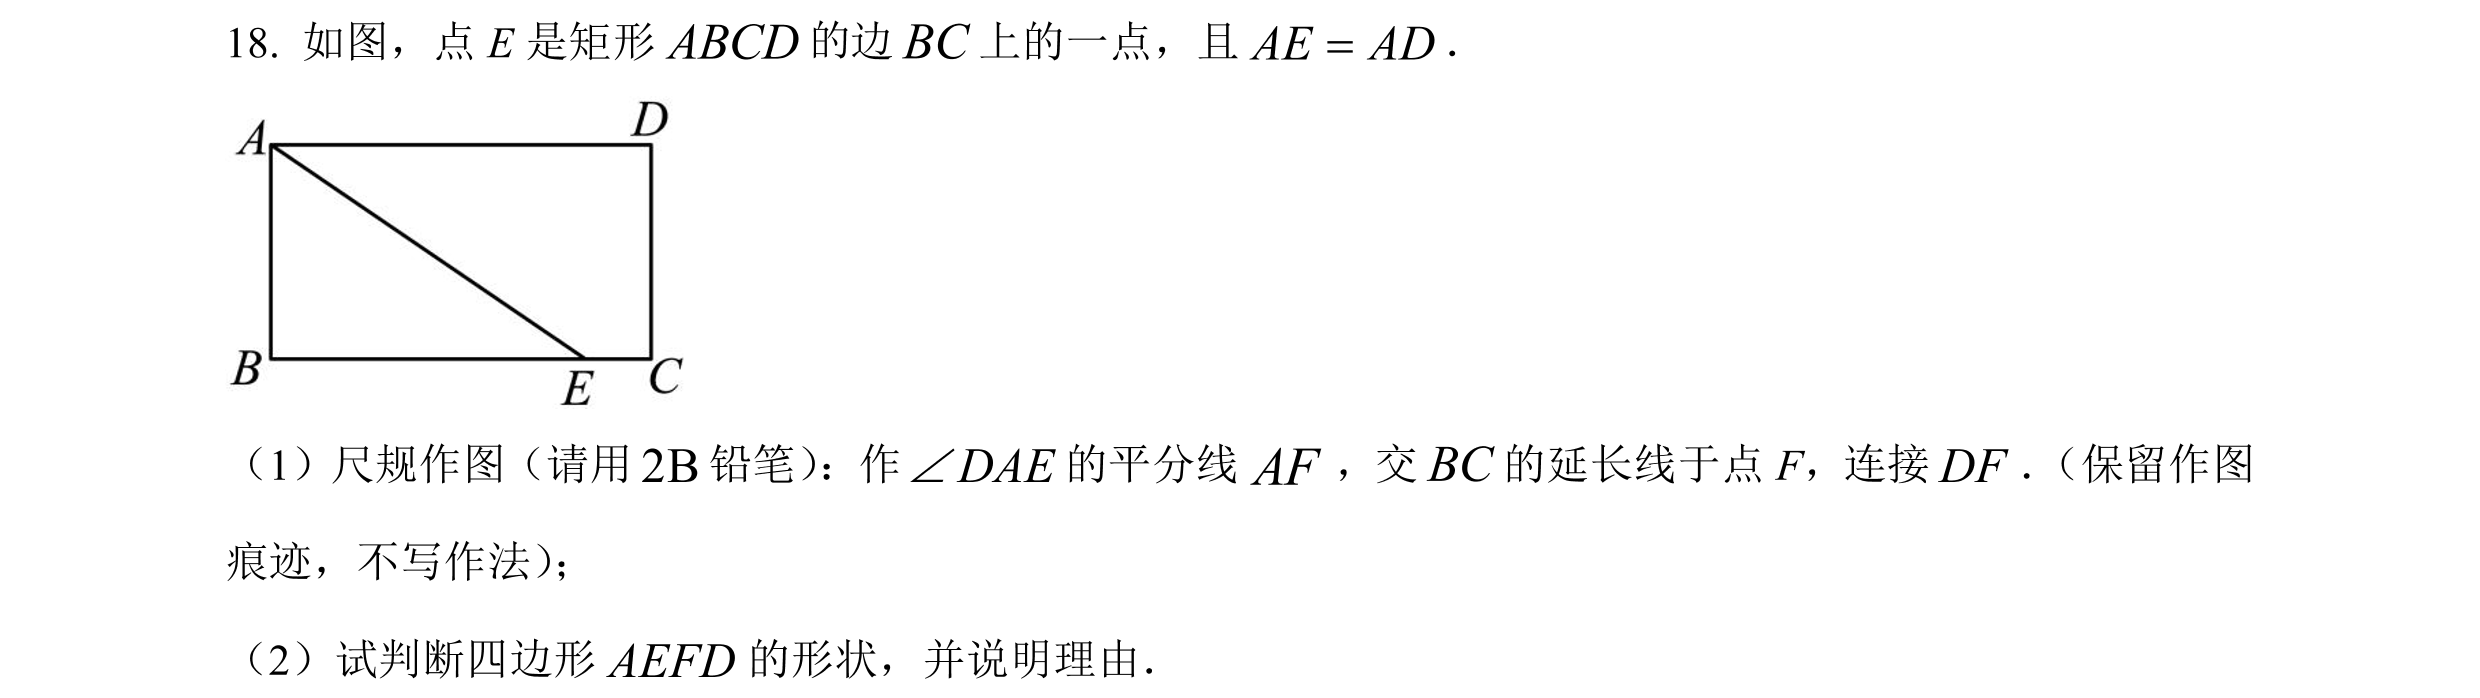 18. 如图，点 E 是矩形 ABCD 的边 BC 上的一点，且 AE = AD．
A
D
B
E
C
（1）尺规作图（请用 2B 铅笔）：作∠DAE 的平分线 AF ，交 BC 的延长线于点 F，连接 DF．（保留作图
痕迹，不写作法）；
（2）试判断四边形 AEFD 的形状，并说明理由．